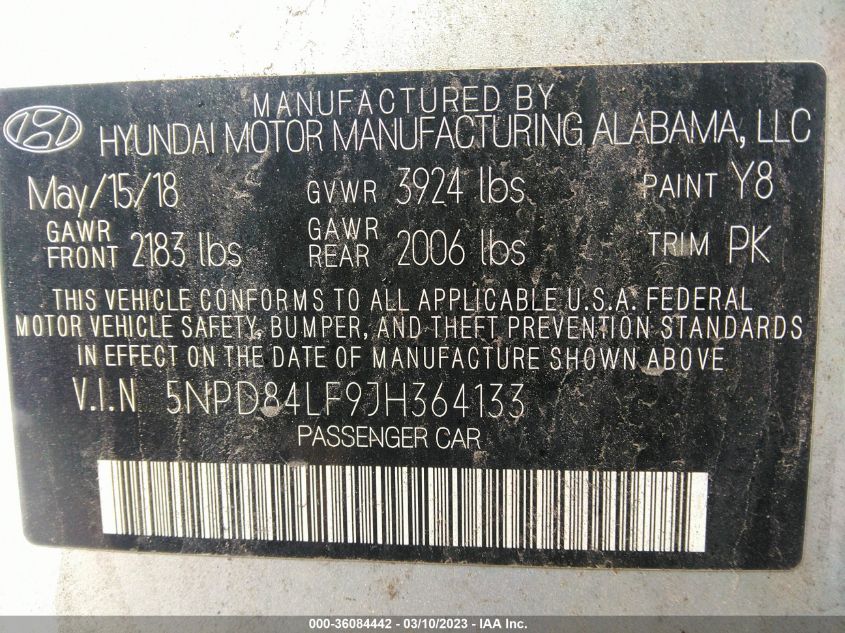 MANUFACTURED BY
HYUNDAI MOTOR MANUFACTURING ALABAMA, LLC
May/15/18 GVWR 3924 lbs PAINT Y8
GAWR FRONT 2183 lbs GAWR REAR 2006 lbs TRIM PK
THIS VEHICLE CONFORMS TO ALL APPLICABLE U.S.A. FEDERAL
MOTOR VEHICLE SAFETY, BUMPER, AND THEFT PREVENTION STANDARDS
IN EFFECT ON THE DATE OF MANUFACTURE SHOWN ABOVE
V.I.N 5NPD84LF9JH364133
PASSENGER CAR
000-36084442 - 03/10/2023 - IAA Inc.